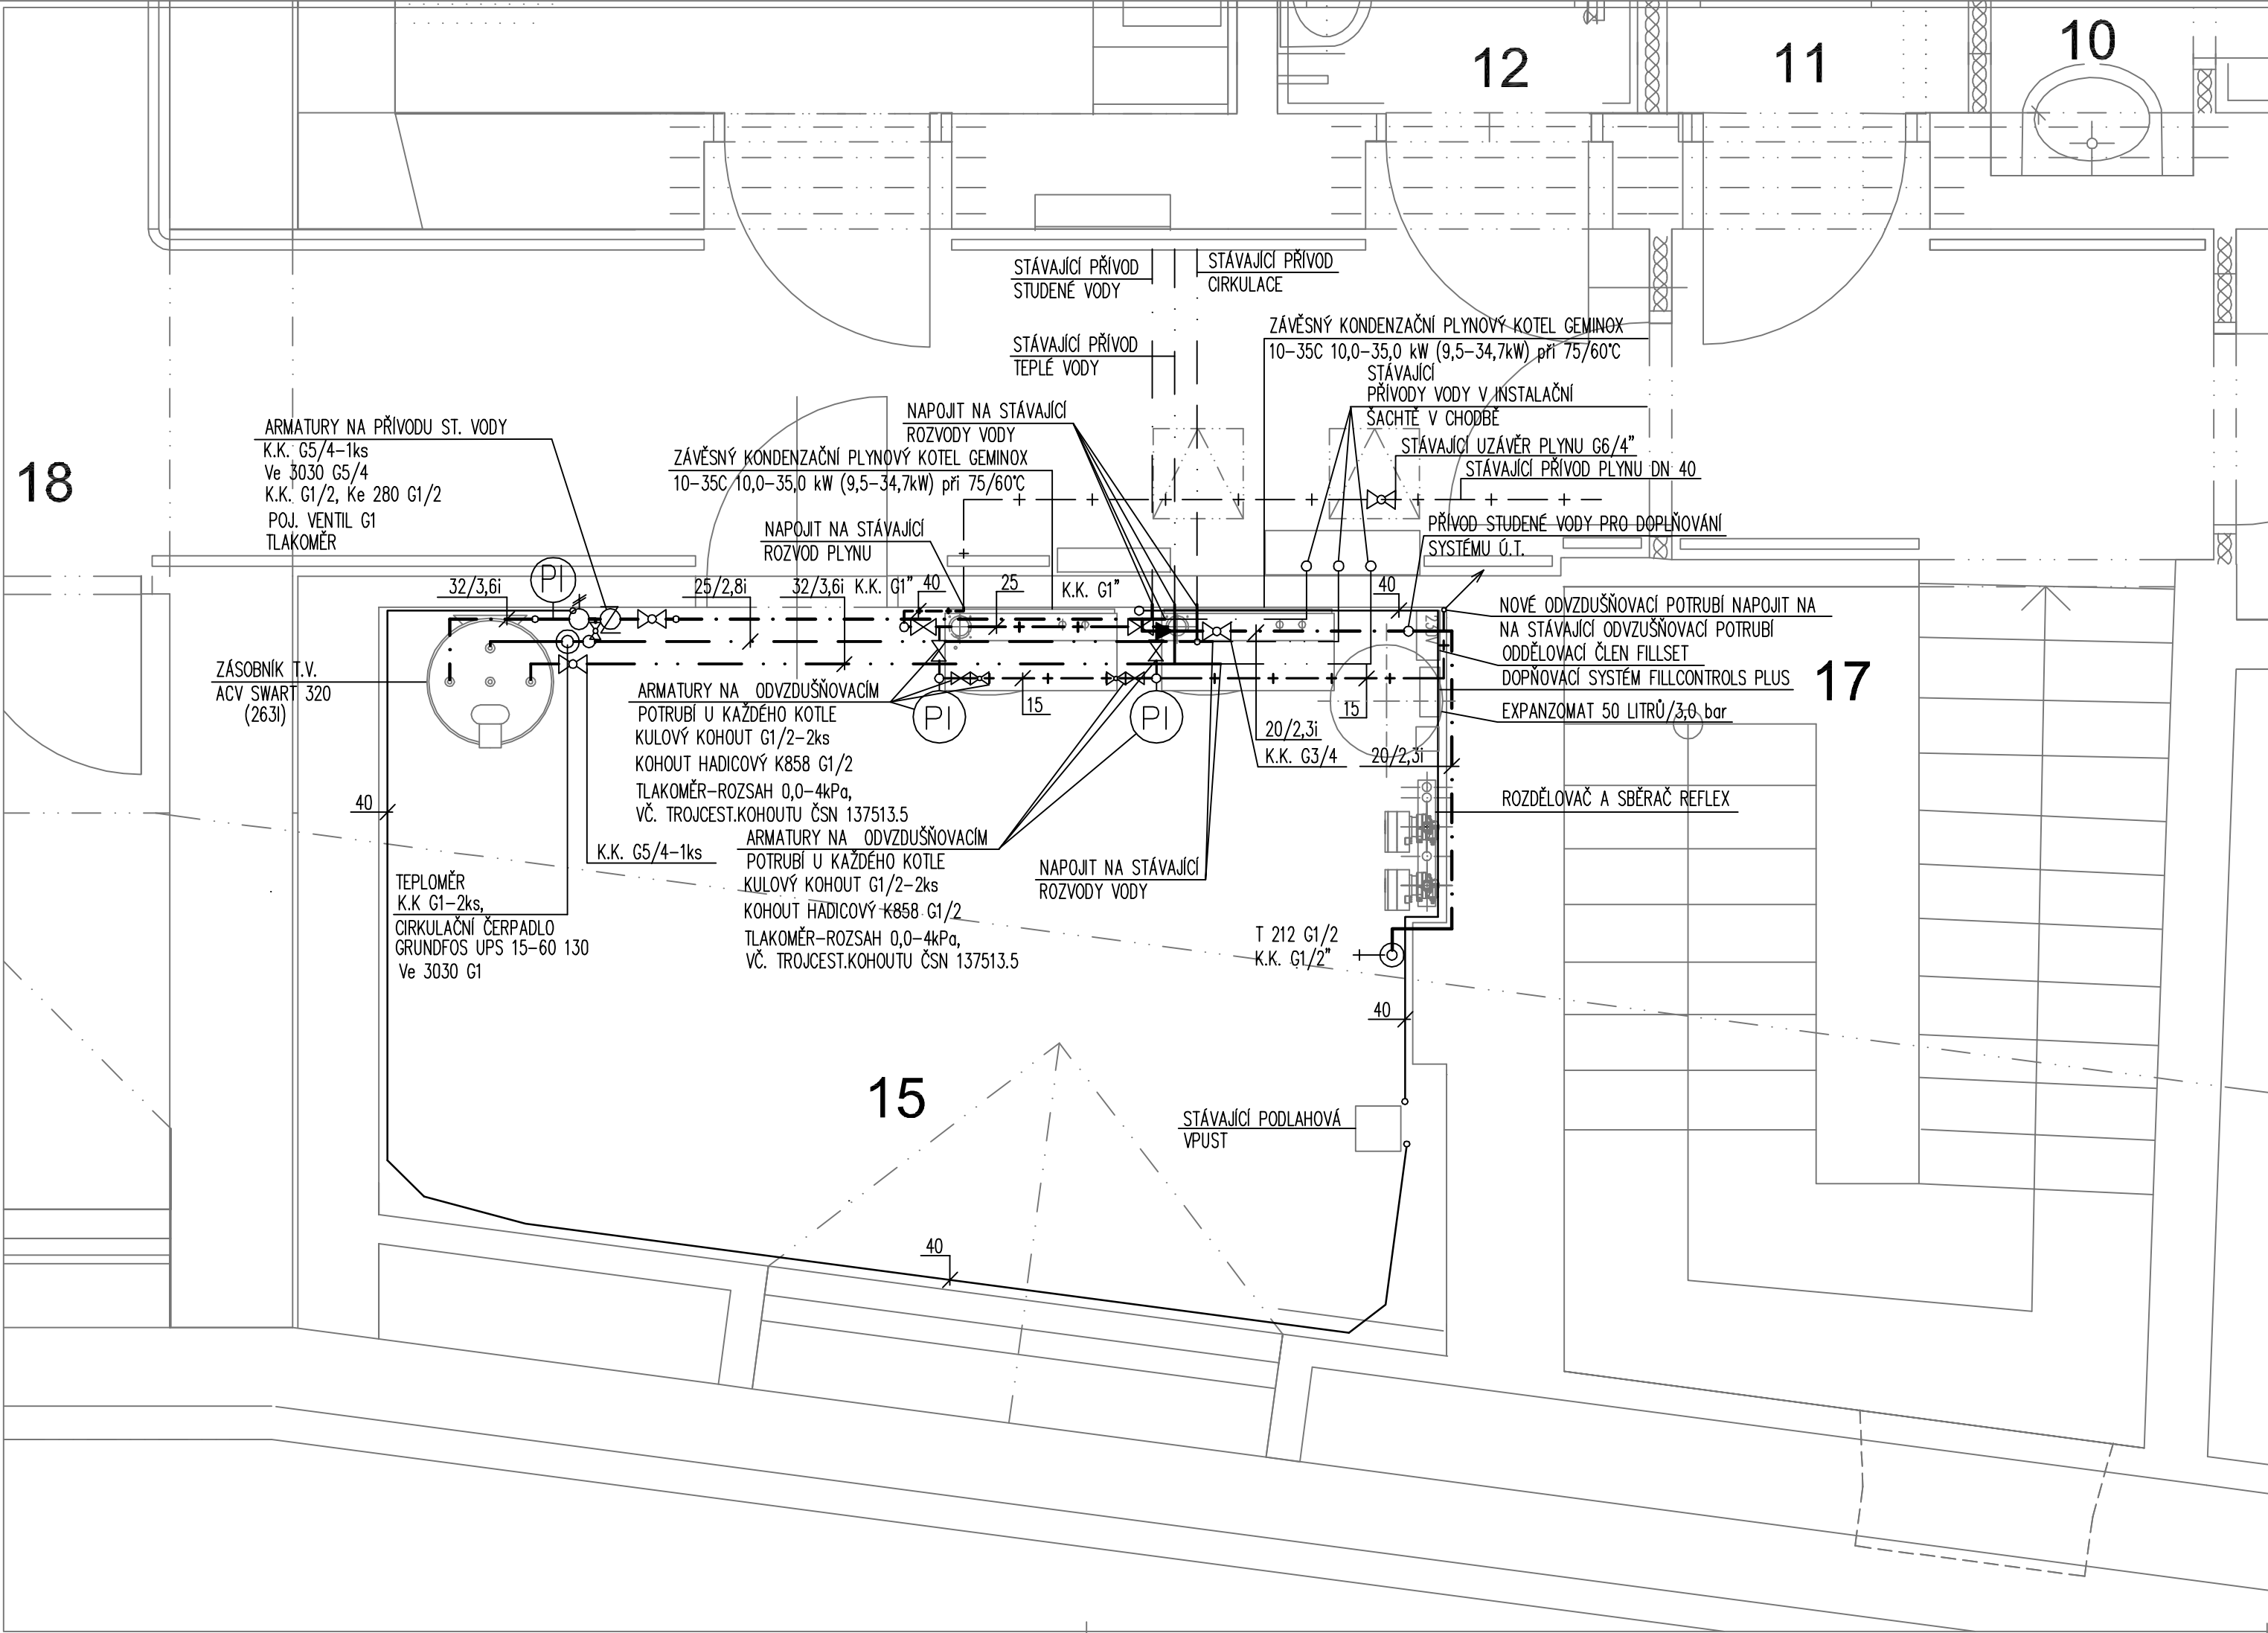 12
11
10
18
STÁVAJÍCÍ PŘÍVOD
STUDENÉ VODY
STÁVAJÍCÍ PŘÍVOD
CIRKULACE
STÁVAJÍCÍ PŘÍVOD
TEPLÉ VODY
ZÁVĚSNÝ KONDENZAČNÍ PLYNOVÝ KOTEL GEMINOX
10-35C 10,0-35,0 kW (9,5-34,7kW) při 75/60°C
STÁVAJÍCÍ
PŘÍVODY VODY V INSTALAČNÍ
ŠACHTĚ V CHODBĚ
STÁVAJÍCÍ UZÁVĚR PLYNU G6/4"
STÁVAJÍCÍ PŘÍVOD PLYNU DN 40
ARMATURY NA PŘÍVODU ST. VODY
K.K. G5/4-1ks
Ve 3030 G5/4
K.K. G1/2, Ke 280 G1/2
POJ. VENTIL G1
TLAKOMĚR
NAPOJIT NA STÁVAJÍCÍ
ROZVODY VODY
ZÁVĚSNÝ KONDENZAČNÍ PLYNOVÝ KOTEL GEMINOX
10-35C 10,0-35,0 kW (9,5-34,7kW) při 75/60°C
NAPOJIT NA STÁVAJÍCÍ
ROZVOD PLYNU
PŘÍVOD STUDENÉ VODY PRO DOPLŇOVÁNÍ
SYSTÉMU Ú.T.
32/3,6i
PI
25/2,8i
32/3,6i
K.K. G1"
40
25
K.K. G1"
40
230V
NOVÉ ODVZDUŠŇOVACÍ POTRUBÍ NAPOJIT NA
NA STÁVAJÍCÍ ODVZUŠŇOVACÍ POTRUBÍ
ODDĚLOVACÍ ČLEN FILLSET
DOPŇOVACÍ SYSTÉM FILLCONTROLS PLUS
EXPANZOMAT 50 LITRŮ/3,0 bar
17
ZÁSOBNÍK T.V.
ACV SWART 320
(263l)
ARMATURY NA ODVZDUŠŇOVACÍM
POTRUBÍ U KAŽDÉHO KOTLE
KULOVÝ KOHOUT G1/2-2ks
KOHOUT HADICOVÝ K858 G1/2
TLAKOMĚR-ROZSAH 0,0-4kPa,
VČ. TROJCEST.KOHOUTU ČSN 137513.5
PI
15
PI
20/2,3i
K.K. G3/4
15
20/2,3i
ROZDĚLOVAČ A SBĚRAČ REFLEX
40
K.K. G5/4-1ks
ARMATURY NA ODVZDUŠŇOVACÍM
POTRUBÍ U KAŽDÉHO KOTLE
KULOVÝ KOHOUT G1/2-2ks
KOHOUT HADICOVÝ K858 G1/2
TLAKOMĚR-ROZSAH 0,0-4kPa,
VČ. TROJCEST.KOHOUTU ČSN 137513.5
NAPOJIT NA STÁVAJÍCÍ
ROZVODY VODY
TEPLOMĚR
K.K G1-2ks,
CIRKULAČNÍ ČERPADLO
GRUNDFOS UPS 15-60 130
Ve 3030 G1
T 212 G1/2
K.K. G1/2"
40
15
STÁVAJÍCÍ PODLAHOVÁ
VPUST
40